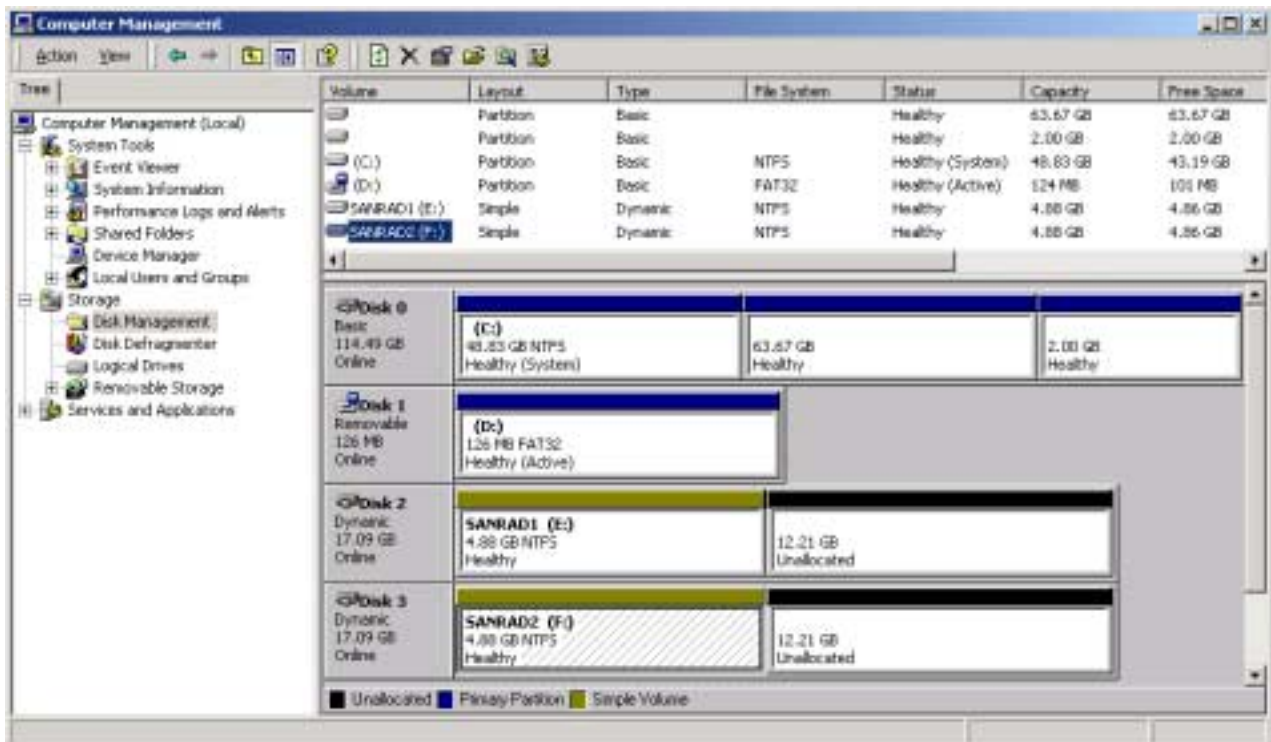 Computer Management
Action View
Tree
Computer Management (Local)
System Tools
Event Viewer
System Information
Performance Logs and Alerts
Shared Folders
Device Manager
Local Users and Groups
Storage
Disk Management
Disk Defragmenter
Logical Drives
Removable Storage
Services and Applications
Volume Layout Type File System Status Capacity Free Space
Partition Basic Healthy 63.67 GB 63.67 GB
Partition Basic Healthy 2.00 GB 2.00 GB
(C:) Partition Basic NTFS Healthy (System) 48.83 GB 43.19 GB
(D:) Partition Basic FAT32 Healthy (Active) 124 MB 101 MB
SANRAD1 (E:) Simple Dynamic NTFS Healthy 4.88 GB 4.86 GB
SANRAD2 (F:) Simple Dynamic NTFS Healthy 4.88 GB 4.86 GB
Disk 0
Basic
114.49 GB
Online
(C:)
48.83 GB NTFS
Healthy (System)
63.67 GB
Healthy
2.00 GB
Healthy
Disk 1
Removable
126 MB
Online
(D:)
126 MB FAT32
Healthy (Active)
Disk 2
Dynamic
17.09 GB
Online
SANRAD1 (E:)
4.88 GB NTFS
Healthy
12.21 GB
Unallocated
Disk 3
Dynamic
17.09 GB
Online
SANRAD2 (F:)
4.88 GB NTFS
Healthy
12.21 GB
Unallocated
Unallocated Primary Partition Simple Volume